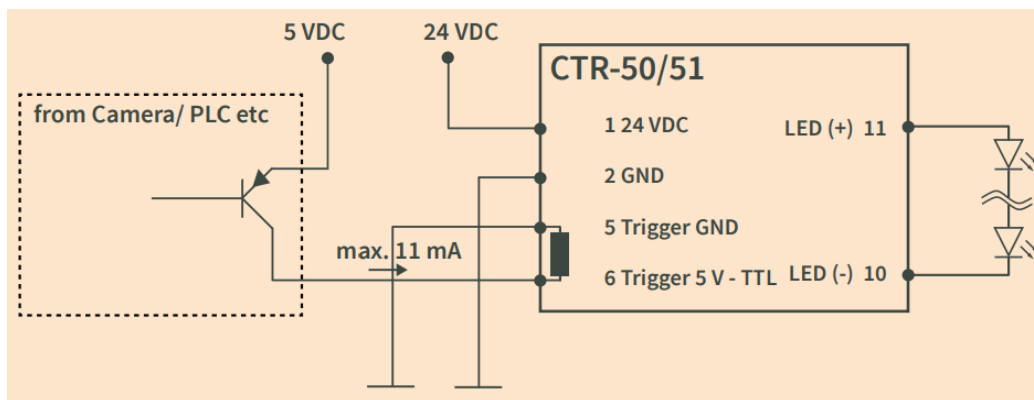 5 VDC
24 VDC
from Camera/ PLC etc
CTR-50/51
1 24 VDC
LED (+) 11
2 GND
5 Trigger GND
max. 11 mA
6 Trigger 5 V - TTL
LED (-) 10